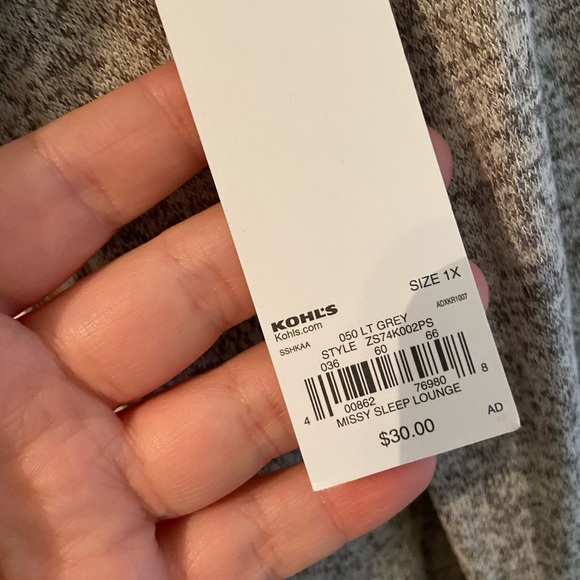 SIZE 1X
KOHL'S
Kohls.com
ADXKR1007
SSHKAA
050 LT GREY
STYLE ZS74K002PS
036 60 66
4 00862 76980 8
MISSY SLEEP LOUNGE
$30.00
AD